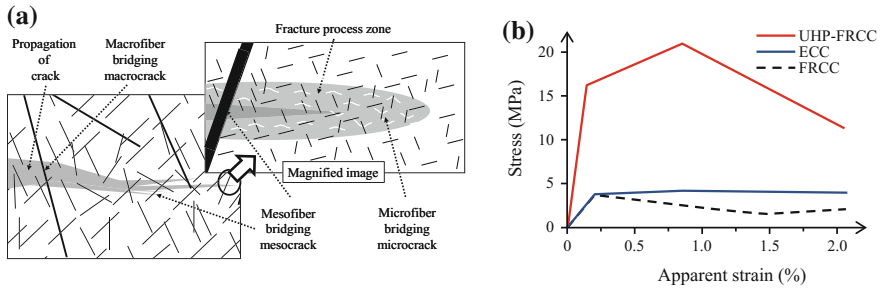 (a)
Propagation
of
crack
Macrofiber
bridging
macrocrack
Fracture process zone
Magnified image
Mesofiber
bridging
mesocrack
Microfiber
bridging
microcrack
(b)
UHP-FRCC
ECC
FRCC
Stress (MPa)
20
15
10
5
0
0
0.5
1.0
1.5
2.0
Apparent strain (%)